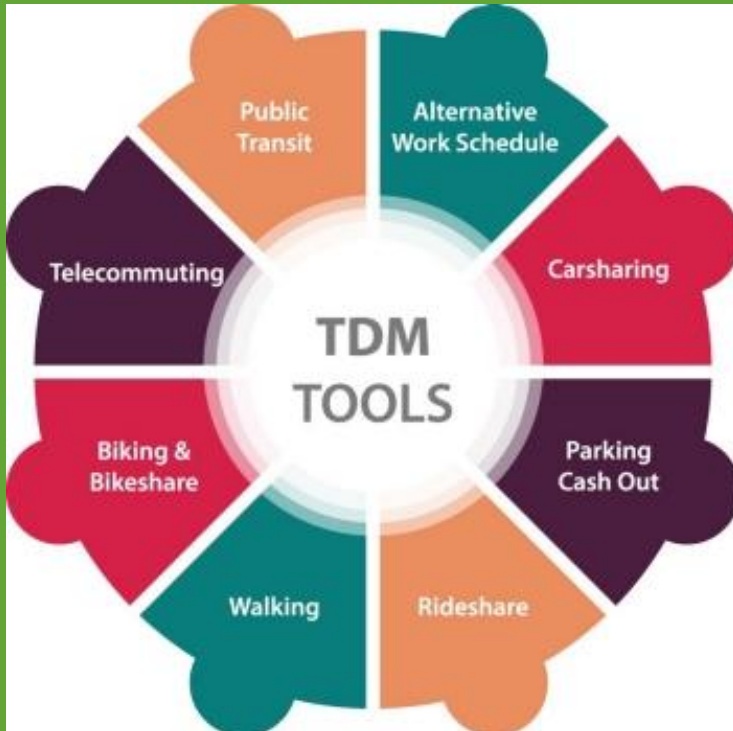 Public
Transit
Alternative
Work Schedule
Telecommuting
Carsharing
TDM
TOOLS
Biking &
Bikeshare
Parking
Cash Out
Walking
Rideshare